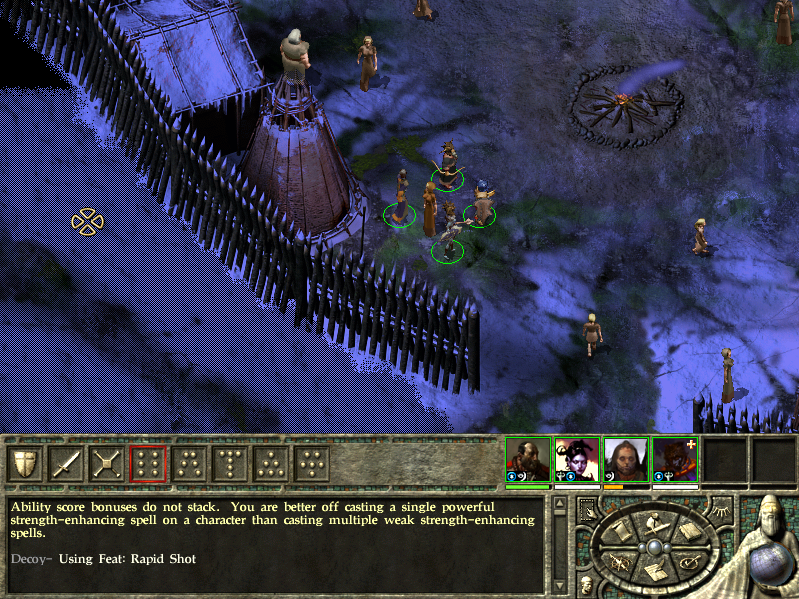 Ability score bonuses do not stack.  You are better off casting a single powerful
strength-enhancing spell on a character than casting multiple weak strength-enhancing
spells.
Decoy- Using Feat: Rapid Shot